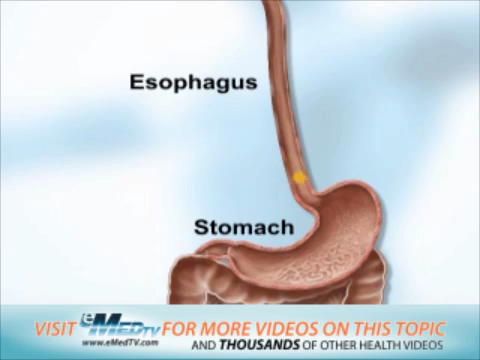 Esophagus
Stomach
VISIT eMedTV FOR MORE VIDEOS ON THIS TOPIC
www.eMedTV.com AND THOUSANDS OF OTHER HEALTH VIDEOS